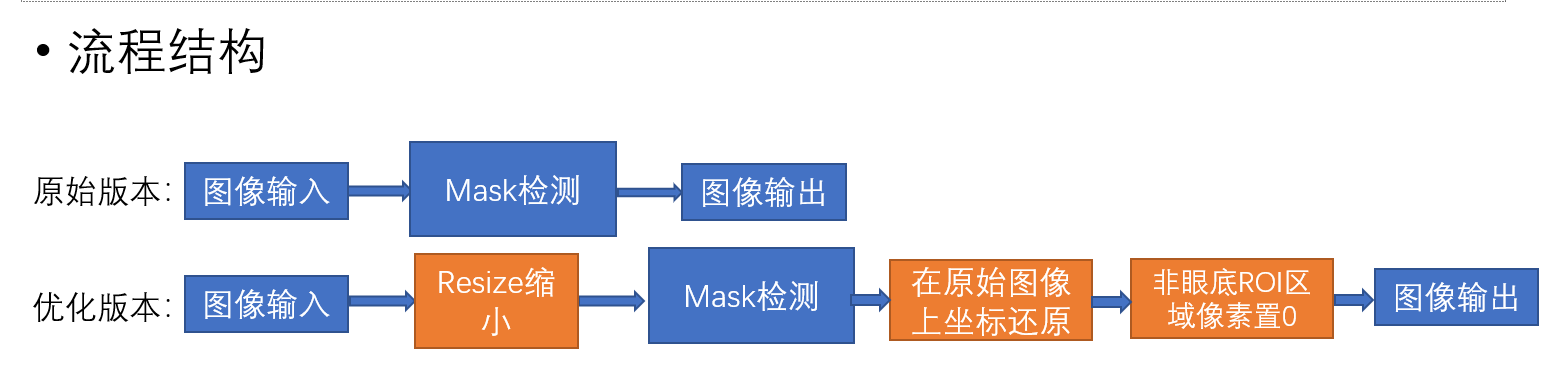 • 流程结构
原始版本：
图像输入
Mask检测
图像输出
优化版本：
图像输入
Resize缩
小
Mask检测
在原始图像
上坐标还原
非眼底ROI区
域像素置0
图像输出